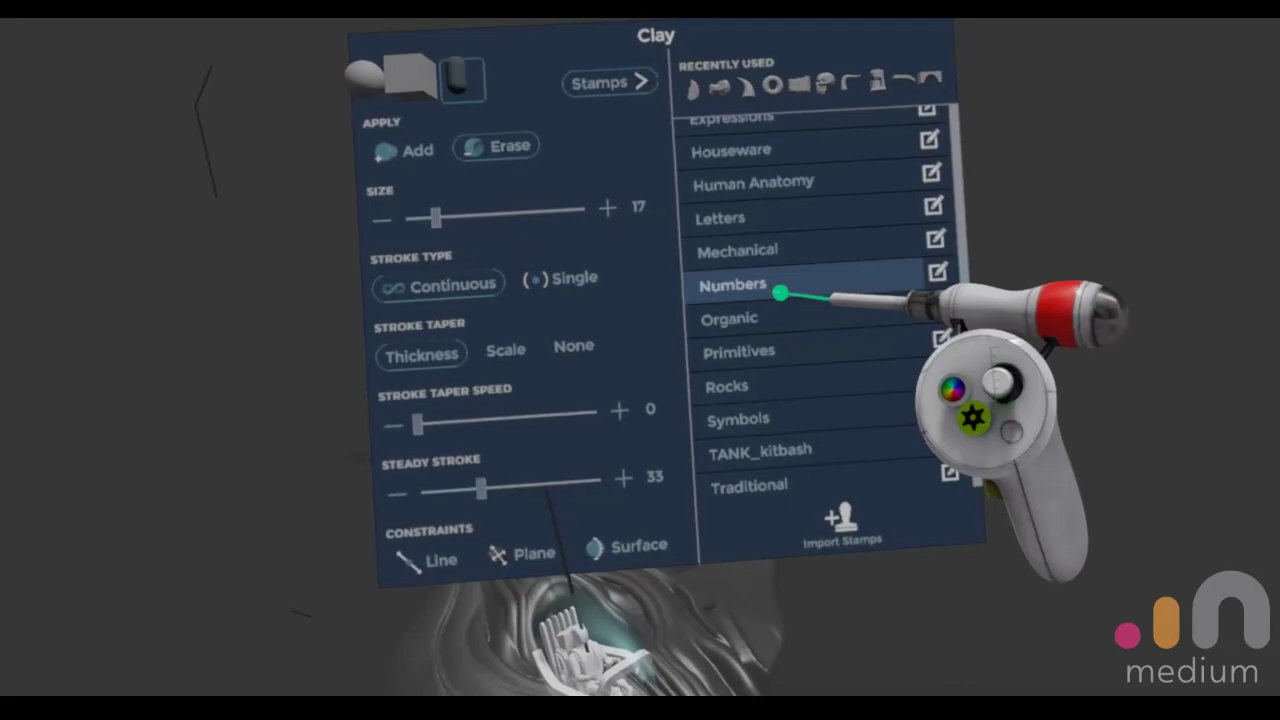 Clay
Stamps
APPLY
Add
Erase
SIZE
17
STROKE TYPE
Continuous
Single
STROKE TAPER
Thickness
Scale
None
STROKE TAPER SPEED
0
STEADY STROKE
33
CONSTRAINTS
Line
Plane
Surface
RECENTLY USED
Expressions
Houseware
Human Anatomy
Letters
Mechanical
Numbers
Organic
Primitives
Rocks
Symbols
TANK_kitbash
Traditional
Import Stamps
medium